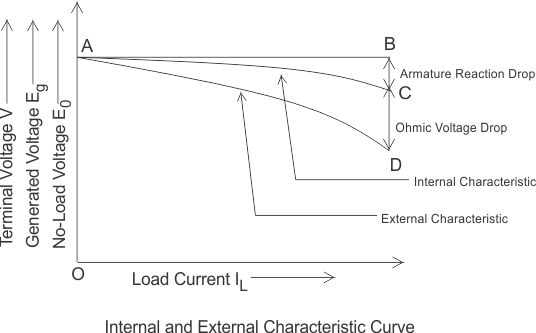 Terminal Voltage V
Generated Voltage Eg
No-Load Voltage E0
A
B
Armature Reaction Drop
C
Ohmic Voltage Drop
D
Internal Characteristic
External Characteristic
O
Load Current IL
Internal and External Characteristic Curve